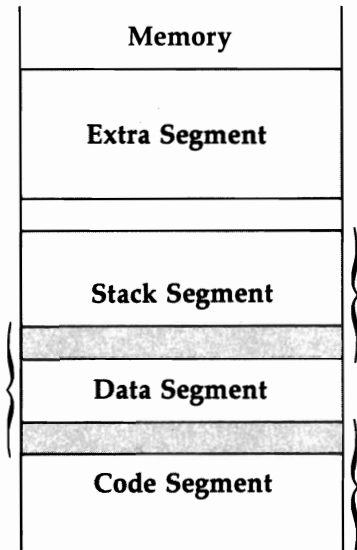 Memory
Extra Segment
Stack Segment
Data Segment
Code Segment